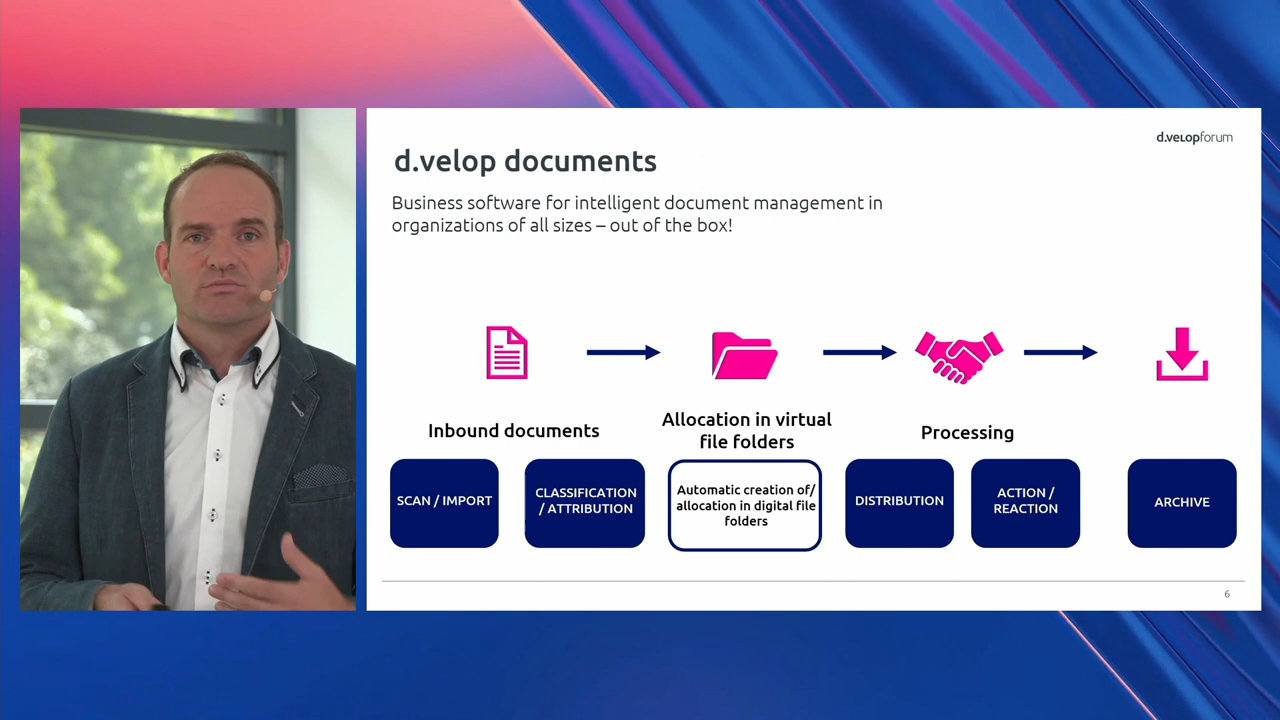 d.velopforum
d.velop documents
Business software for intelligent document management in
organizations of all sizes – out of the box!
Inbound documents
Allocation in virtual
file folders
Processing
SCAN / IMPORT
CLASSIFICATION
/ ATTRIBUTION
Automatic creation of/
allocation in digital file
folders
DISTRIBUTION
ACTION /
REACTION
ARCHIVE
6